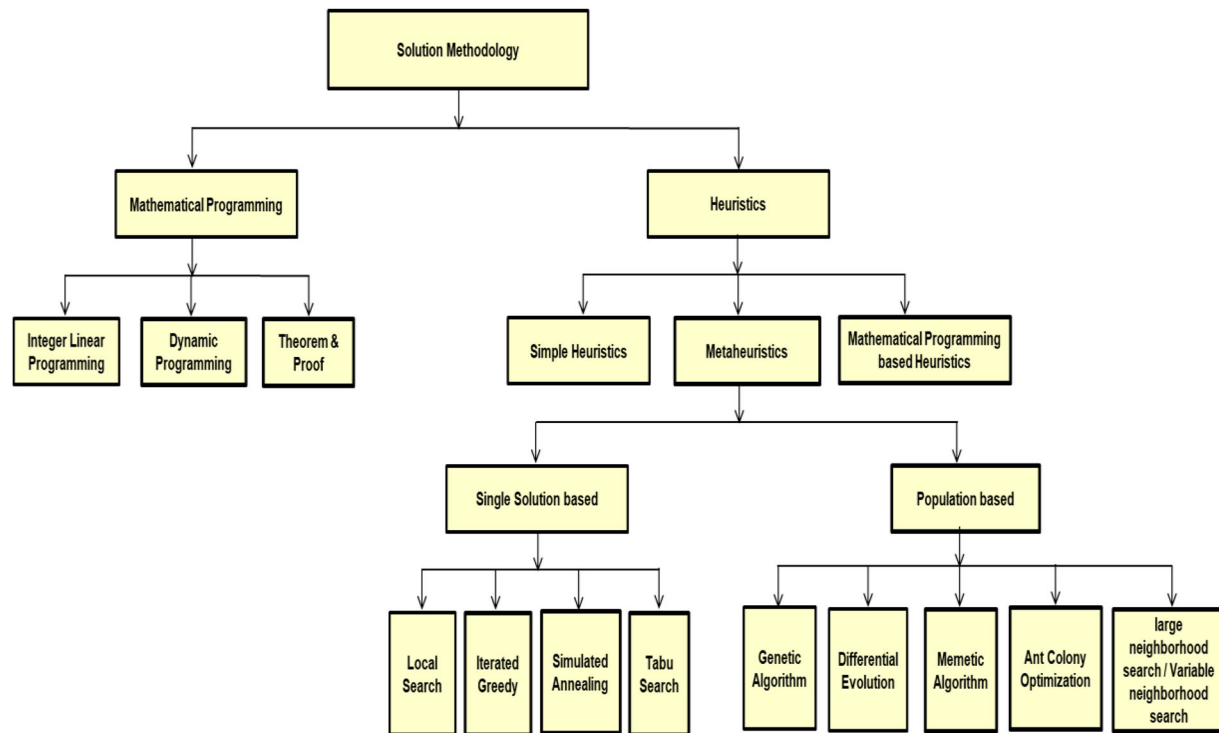 Solution Methodology
Mathematical Programming
Heuristics
Integer Linear
Programming
Dynamic
Programming
Theorem &
Proof
Simple Heuristics
Metaheuristics
Mathematical Programming
based Heuristics
Single Solution based
Population based
Local
Search
Iterated
Greedy
Simulated
Annealing
Tabu
Search
Genetic
Algorithm
Differential
Evolution
Memetic
Algorithm
Ant Colony
Optimization
large
neighborhood
search / Variable
neighborhood
search